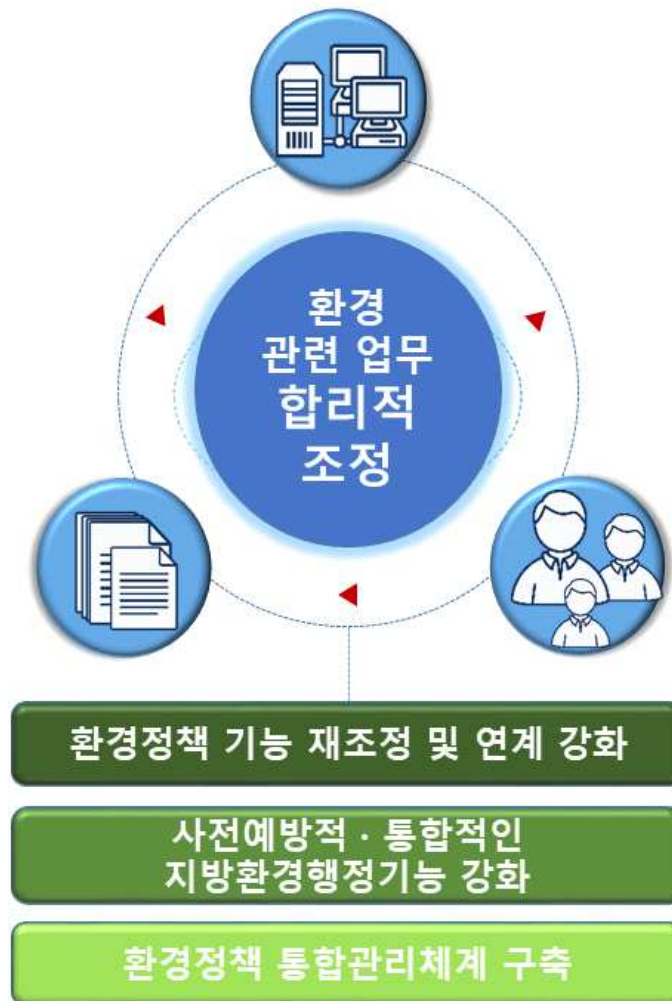 환경
관련 업무
합리적
조정
환경정책 기능 재조정 및 연계 강화
사전예방적 · 통합적인
지방환경행정기능 강화
환경정책 통합관리체계 구축